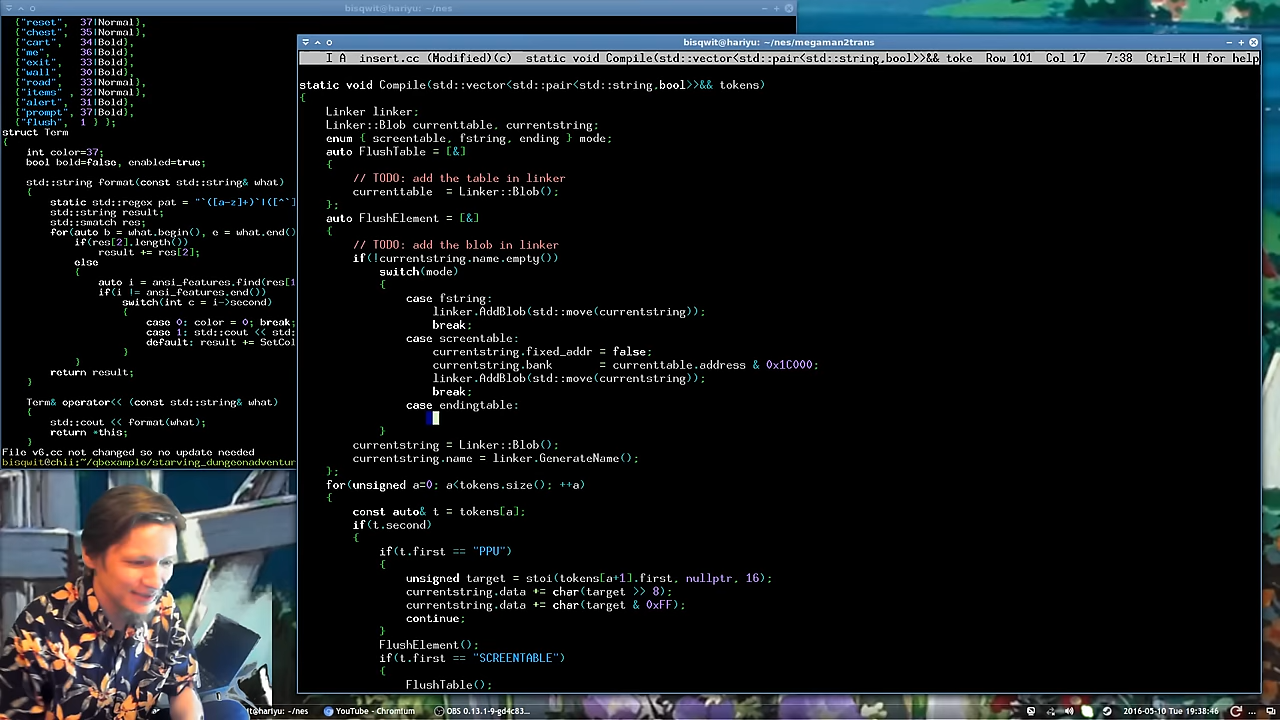 bisqwit@hariyu: ~/nes
{"reset", 37|Normal},
{"chest", 35|Normal},
{"cart", 34|Bold},
{"me", 36|Bold},
{"exit", 33|Bold},
{"wall", 30|Bold},
{"road", 33|Normal},
{"items" , 32|Normal},
{"alert", 31|Bold},
{"prompt", 37|Bold},
{"flush", 1 } };
struct Term
{
int color=37;
bool bold=false, enabled=true;
std::string format(const std::string& what)
{
static std::regex pat = "`([a-z]+)`|([^`]
std::string result;
std::smatch res;
for(auto b = what.begin(), e = what.end()
if(res[2].length())
result += res[2];
else
{
auto i = ansi_features.find(res[1
if(i != ansi_features.end())
switch(int c = i->second)
{
case 0: color = 0; break;
case 1: std::cout << std:
default: result += SetCol
}
}
return result;
}
Term& operator<< (const std::string& what)
{
std::cout << format(what);
return *this;
}
File v6.cc not changed so no update needed
bisqwit@chii:~/qbexample/starving_dungeonadventur
bisqwit@hariyu: ~/nes/megaman2trans
I A insert.cc (Modified)(c) static void Compile(std::vector<std::pair<std::string,bool>>&& toke Row 101 Col 17 7:38 Ctrl-K H for help
static void Compile(std::vector<std::pair<std::string,bool>>&& tokens)
{
Linker linker;
Linker::Blob currenttable, currentstring;
enum { screentable, fstring, ending } mode;
auto FlushTable = [&]
{
// TODO: add the table in linker
currenttable = Linker::Blob();
};
auto FlushElement = [&]
{
// TODO: add the blob in linker
if(!currentstring.name.empty())
switch(mode)
{
case fstring:
linker.AddBlob(std::move(currentstring));
break;
case screentable:
currentstring.fixed_addr = false;
currentstring.bank = currenttable.address & 0x1C000;
linker.AddBlob(std::move(currentstring));
break;
case endingtable:
}
currentstring = Linker::Blob();
currentstring.name = linker.GenerateName();
};
for(unsigned a=0; a<tokens.size(); ++a)
{
const auto& t = tokens[a];
if(t.second)
{
if(t.first == "PPU")
{
unsigned target = stoi(tokens[a+1].first, nullptr, 16);
currentstring.data += char(target >> 8);
currentstring.data += char(target & 0xFF);
continue;
}
FlushElement();
if(t.first == "SCREENTABLE")
{
FlushTable();
wit@hariyu: ~/nes
YouTube - Chromium
OBS 0.13.1-9-gd4c83...
2016-05-10 Tue 19:38:46